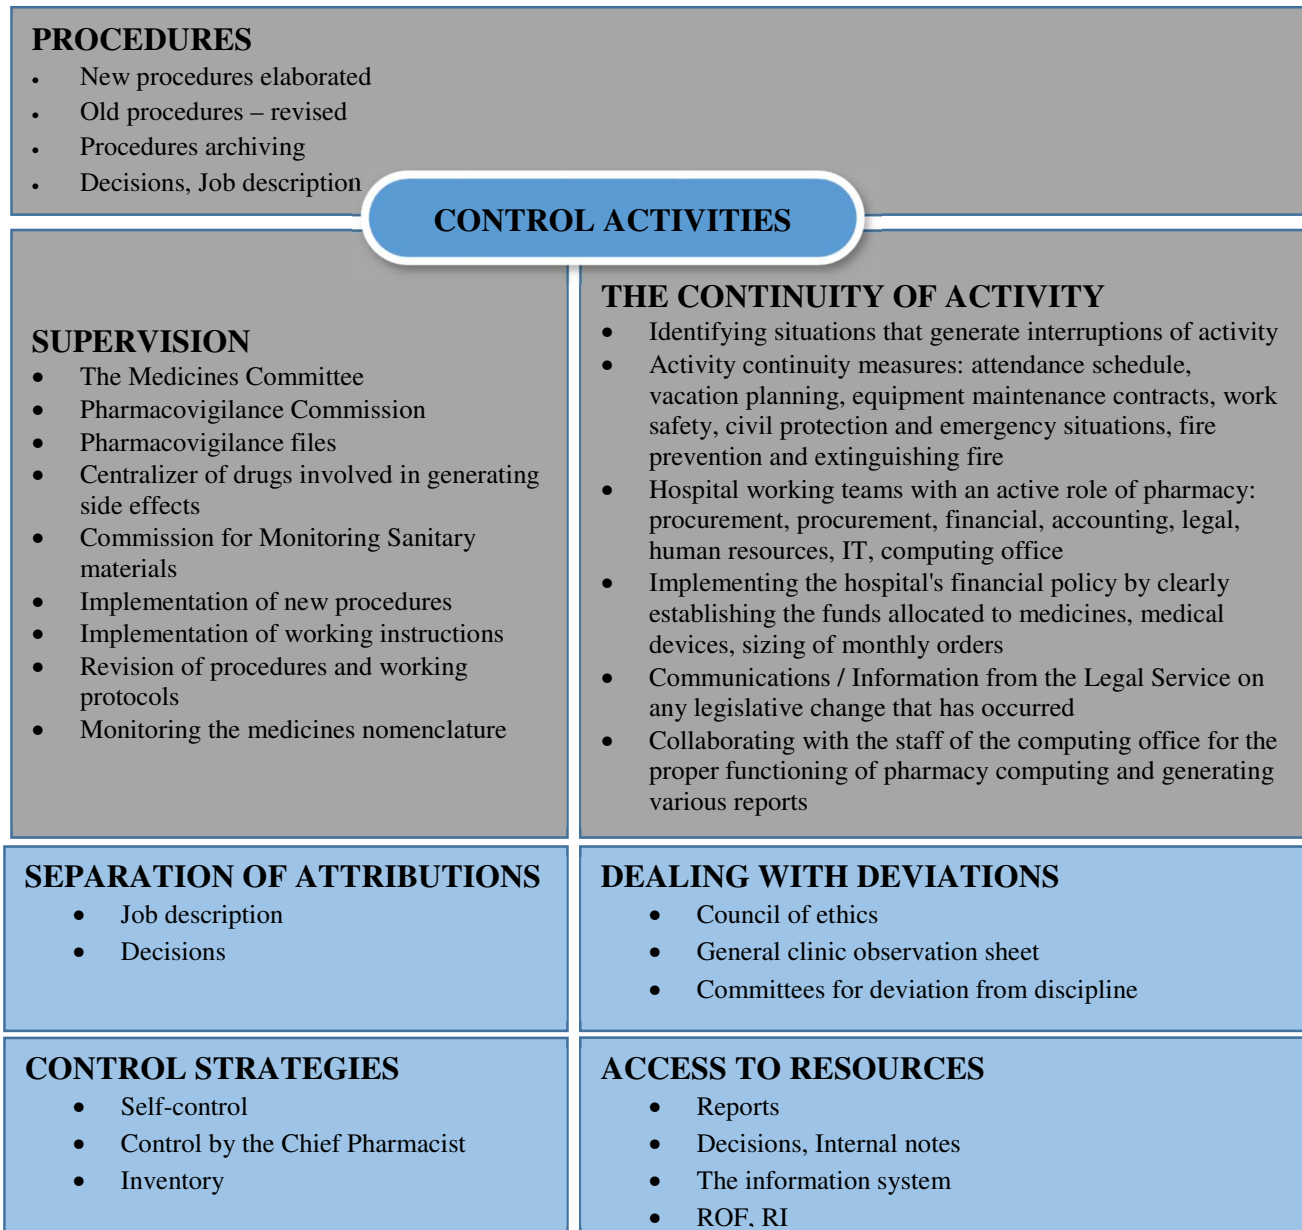 PROCEDURES
• New procedures elaborated
• Old procedures – revised
• Procedures archiving
• Decisions, Job description
CONTROL ACTIVITIES
SUPERVISION
• The Medicines Committee
• Pharmacovigilance Commission
• Pharmacovigilance files
• Centralizer of drugs involved in generating
side effects
• Commission for Monitoring Sanitary
materials
• Implementation of new procedures
• Implementation of working instructions
• Revision of procedures and working
protocols
• Monitoring the medicines nomenclature
THE CONTINUITY OF ACTIVITY
• Identifying situations that generate interruptions of activity
• Activity continuity measures: attendance schedule,
vacation planning, equipment maintenance contracts, work
safety, civil protection and emergency situations, fire
prevention and extinguishing fire
• Hospital working teams with an active role of pharmacy:
procurement, procurement, financial, accounting, legal,
human resources, IT, computing office
• Implementing the hospital's financial policy by clearly
establishing the funds allocated to medicines, medical
devices, sizing of monthly orders
• Communications / Information from the Legal Service on
any legislative change that has occurred
• Collaborating with the staff of the computing office for the
proper functioning of pharmacy computing and generating
various reports
SEPARATION OF ATTRIBUTIONS
• Job description
• Decisions
DEALING WITH DEVIATIONS
• Council of ethics
• General clinic observation sheet
• Committees for deviation from discipline
CONTROL STRATEGIES
• Self-control
• Control by the Chief Pharmacist
• Inventory
ACCESS TO RESOURCES
• Reports
• Decisions, Internal notes
• The information system
• ROF, RI